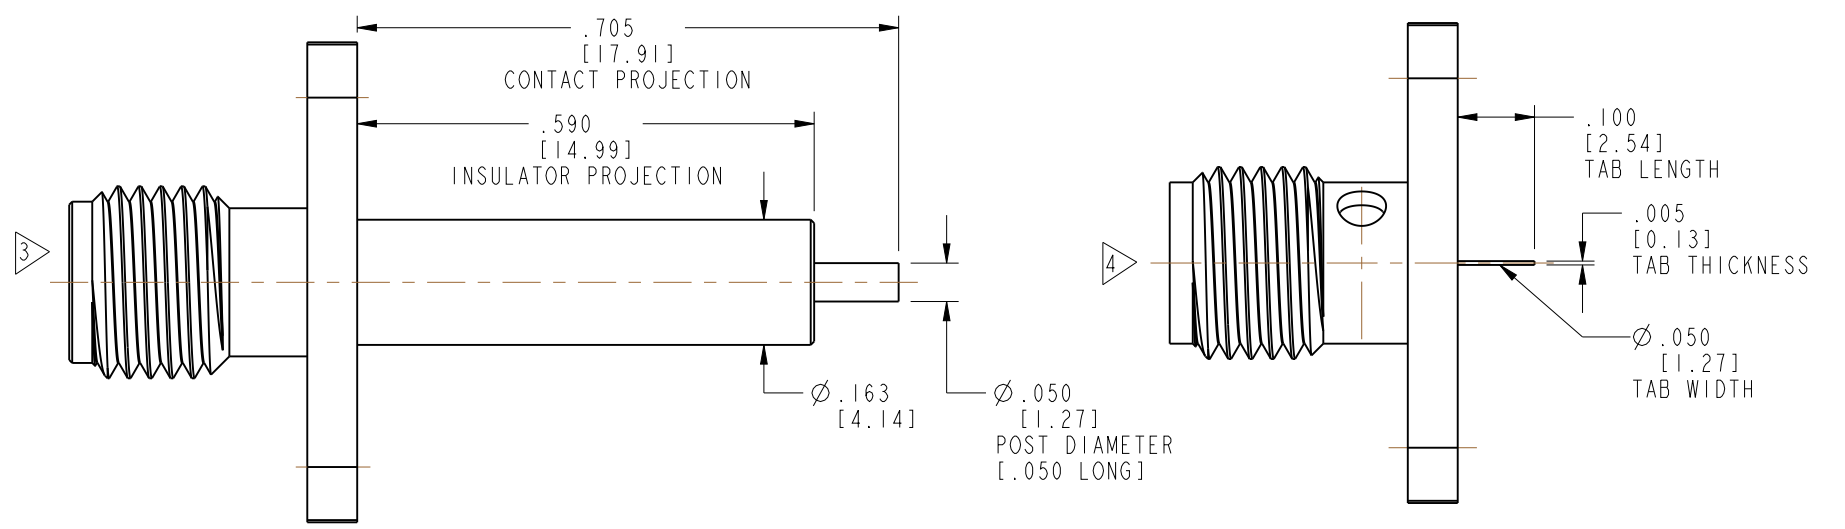 .705
[17.91]
CONTACT PROJECTION
.590
[14.99]
INSULATOR PROJECTION
3
Ø.163
[4.14]
Ø.050
[1.27]
POST DIAMETER
[.050 LONG]
4
.100
[2.54]
TAB LENGTH
.005
[0.13]
TAB THICKNESS
Ø.050
[1.27]
TAB WIDTH